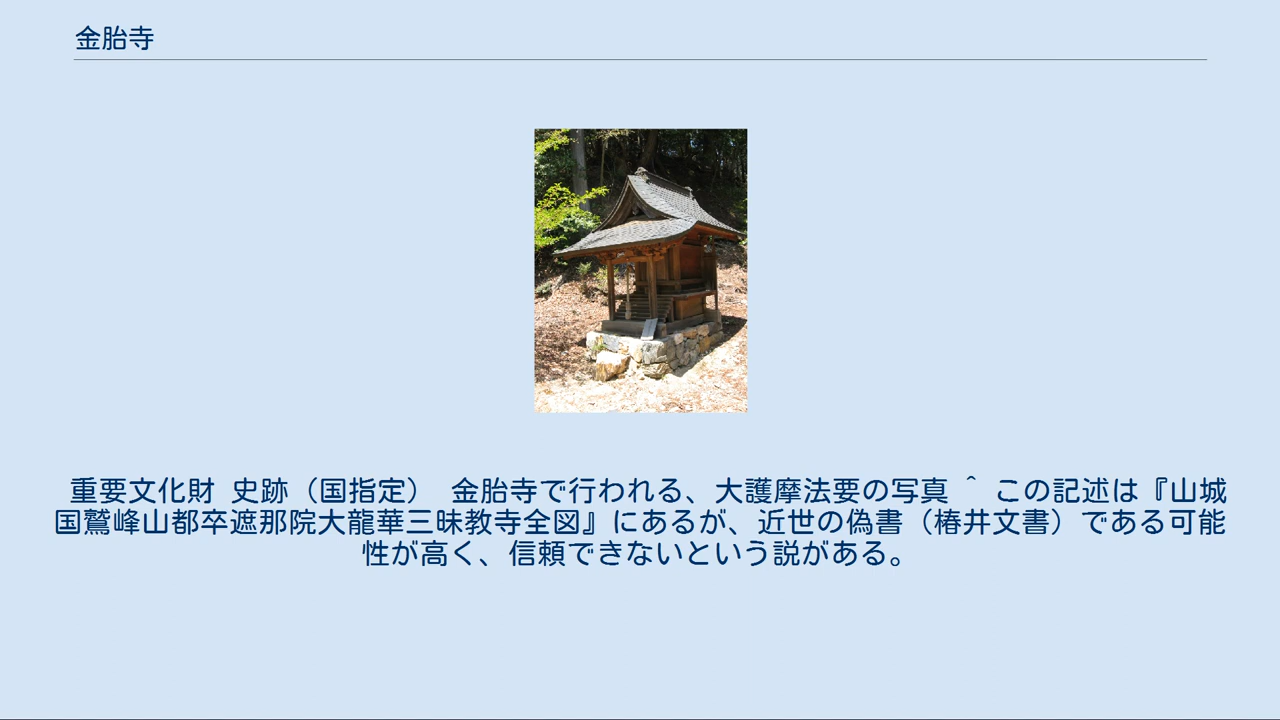 金胎寺
重要文化財 史跡（国指定） 金胎寺で行われる、大護摩法要の写真 ^ この記述は『山城
国鷲峰山都卒遮那院大龍華三昧教寺全図』にあるが、近世の偽書（椿井文書）である可能
性が高く、信頼できないという説がある。